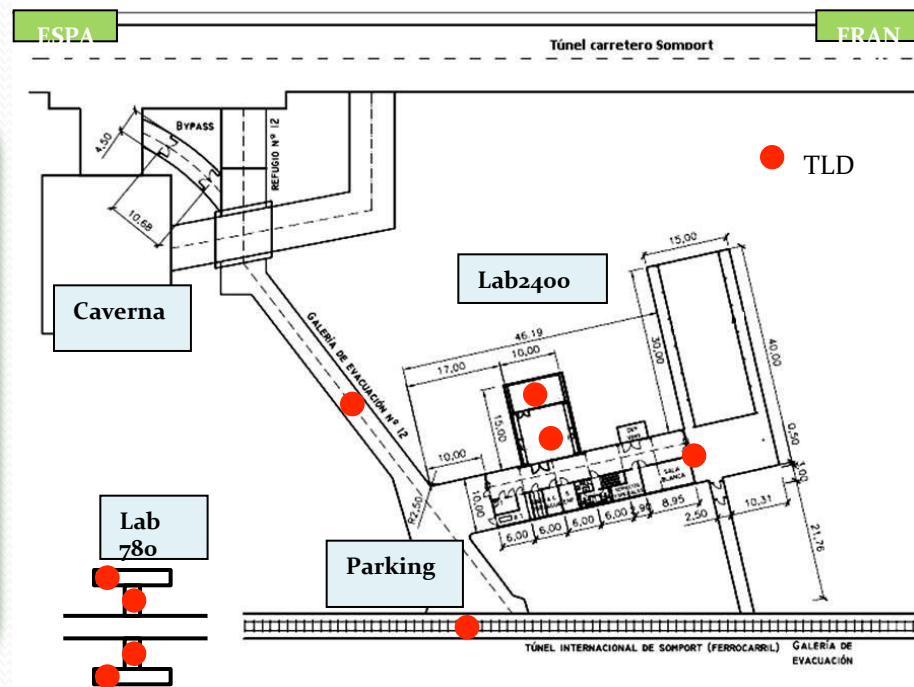 ESPA
FRAN
Túnel carretero Somport
BYPASS
4,50
REFUGIO Nº 12
TLD
10,68
15,00
Lab2400
Caverna
GALERÍA DE EVACUACIÓN Nº 12
46,19
17,00
10,00
30,00
40,00
15,00
10,00
0,50
3,00
SALA
BLANCA
10,00
R2,50
6,00
6,00
6,00
6,00
2,90
8,95
2,50
10,31
21,76
Lab
780
Parking
TÚNEL INTERNACIONAL DE SOMPORT (FERROCARRIL)
GALERÍA DE
EVACUACIÓN